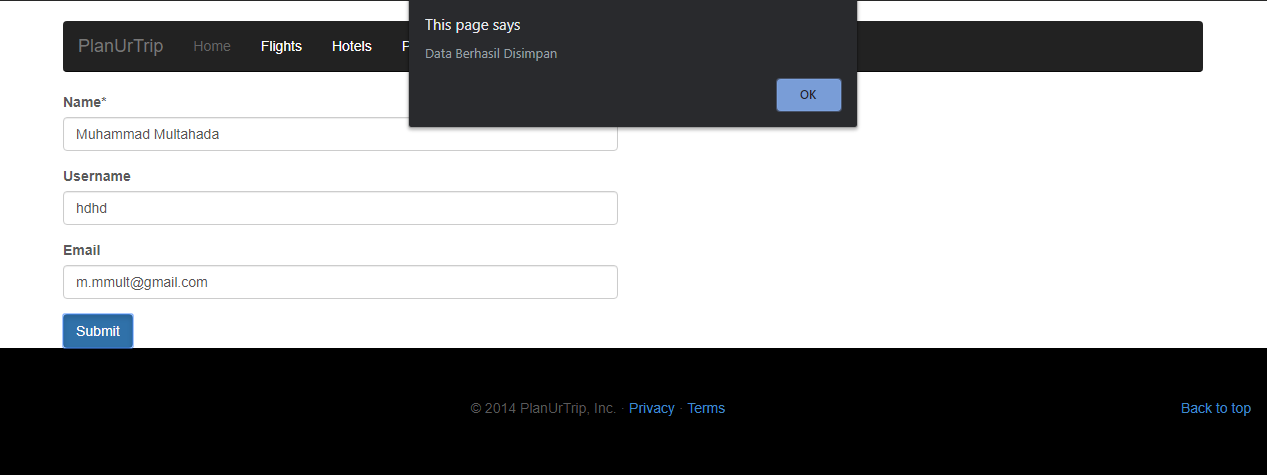 This page says
Data Berhasil Disimpan
OK
PlanUrTrip Home Flights Hotels
Name*
Muhammad Multahada
Username
hdhd
Email
m.mmult@gmail.com
Submit
© 2014 PlanUrTrip, Inc. · Privacy · Terms
Back to top